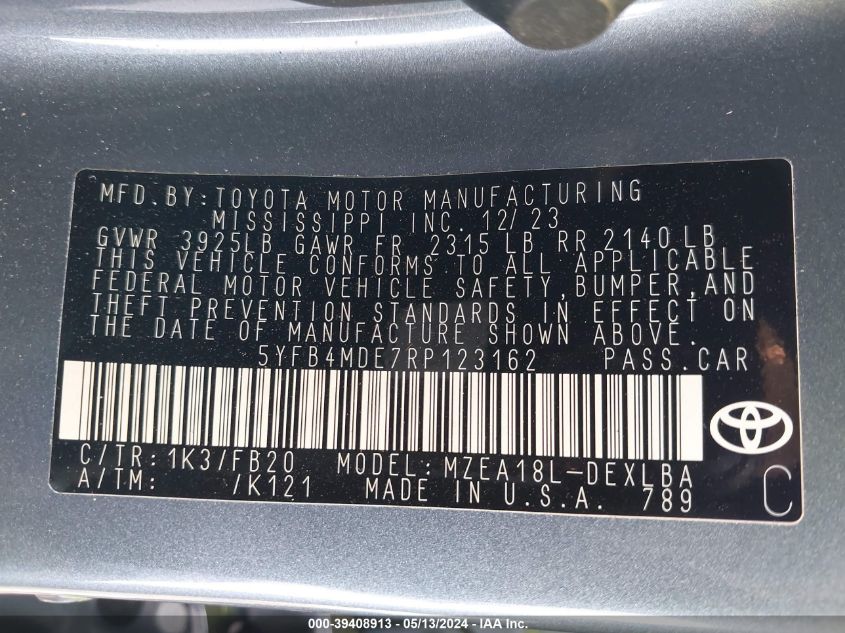 MFD. BY: TOYOTA MOTOR MANUFACTURING
MISSISSIPPI INC. 12/23
GVWR 3925LB GAWR FR 2315 LB RR 2140 LB
THIS VEHICLE CONFORMS TO ALL APPLICABLE
FEDERAL MOTOR VEHICLE SAFETY, BUMPER, AND
THEFT PREVENTION STANDARDS IN EFFECT ON
THE DATE OF MANUFACTURE SHOWN ABOVE.
5YFB4MDE7RP123162 PASS. CAR
C/TR: 1K3/FB20 MODEL: MZEA18L-DEXLBA
A/TM: /K121 MADE IN U.S.A. 789
C
000-39408913 - 05/13/2024 - IAA Inc.